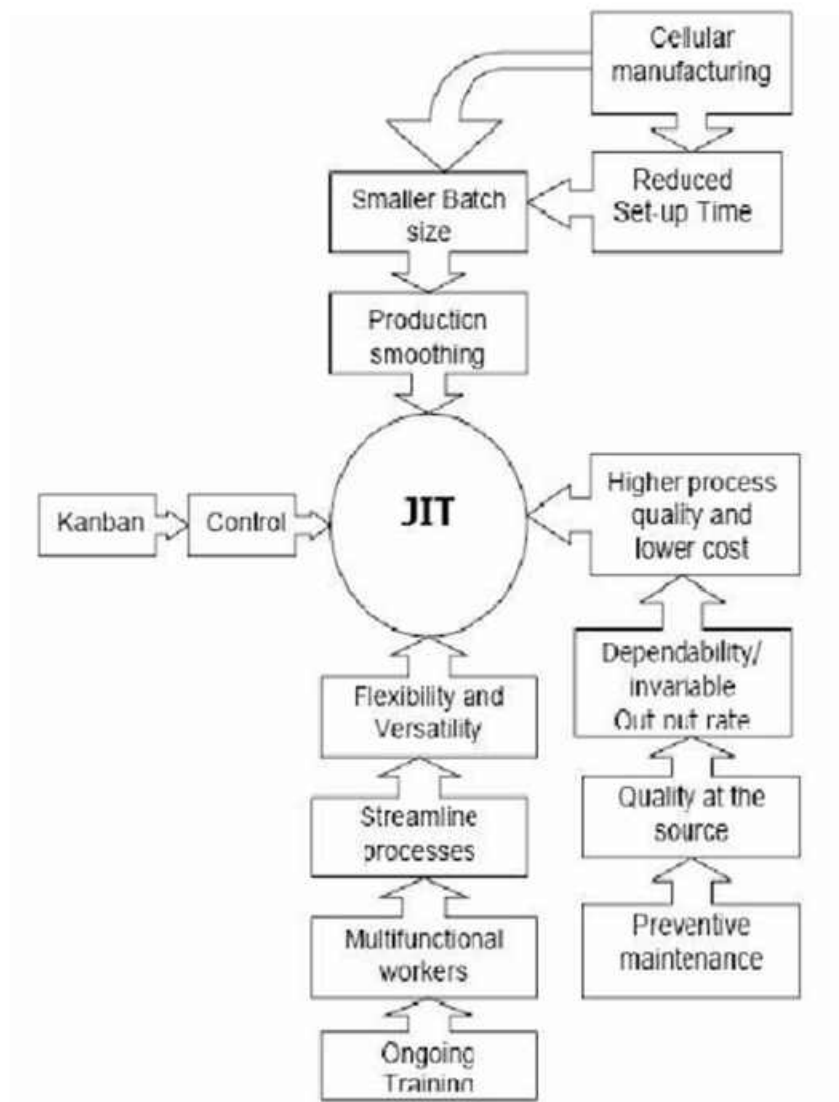 Cellular
manufacturing
Reduced
Set-up Time
Smaller Batch
size
Production
smoothing
JIT
Kanban
Control
Higher process
quality and
lower cost
Dependability/
invariable
Out put rate
Quality at the
source
Preventive
maintenance
Flexibility and
Versatility
Streamline
processes
Multifunctional
workers
Ongoing
Training